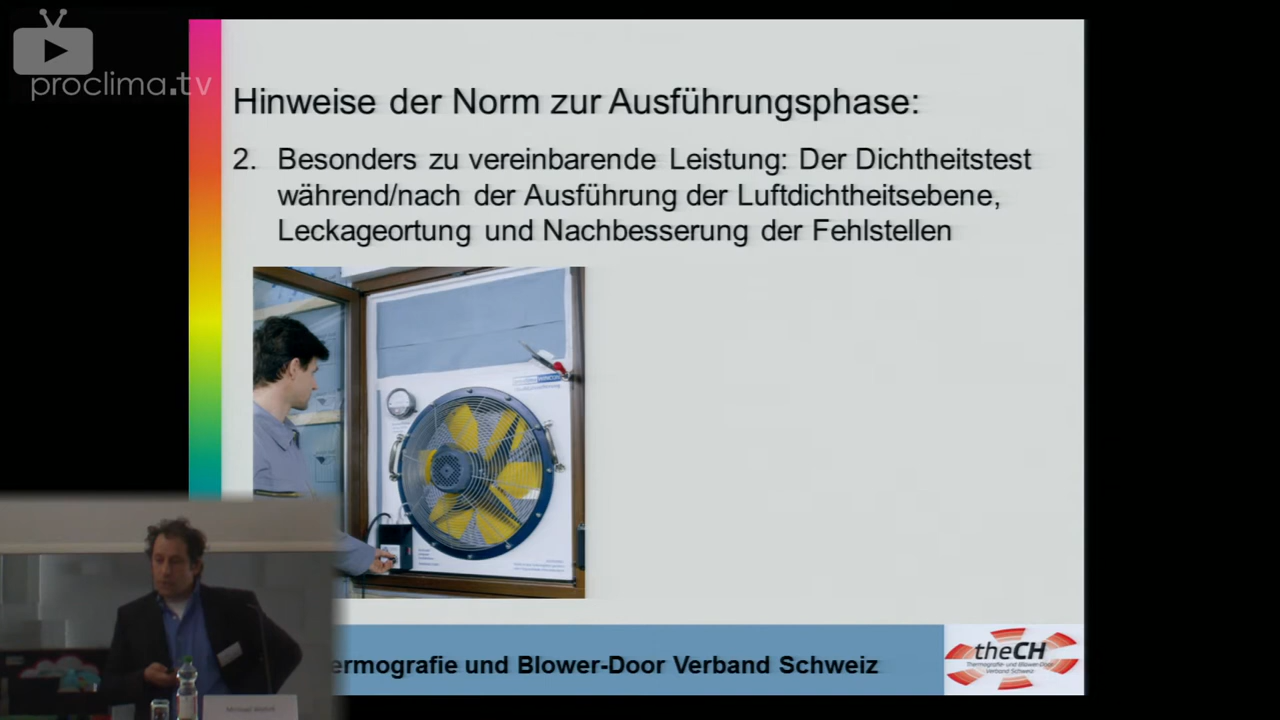 proclima.tv
Hinweise der Norm zur Ausführungsphase:
2. Besonders zu vereinbarende Leistung: Der Dichtheitstest
während/nach der Ausführung der Luftdichtheitsebene,
Leckageortung und Nachbesserung der Fehlstellen
ermografie und Blower-Door Verband Schweiz
theCH
Thermografie- und Blower-Door
Verband Schweiz